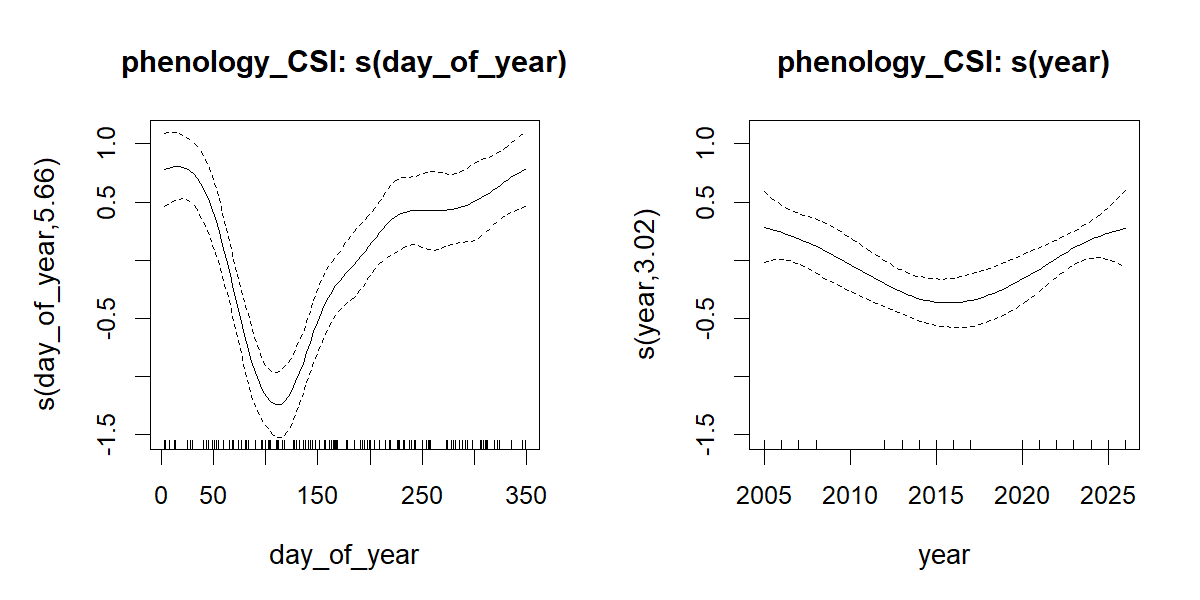 phenology_CSI: s(day_of_year)
s(day_of_year,5.66)
1.0
0.5
-0.5
-1.5
0 50 150 250 350
day_of_year
phenology_CSI: s(year)
s(year,3.02)
1.0
0.5
-0.5
-1.5
2005 2010 2015 2020 2025
year